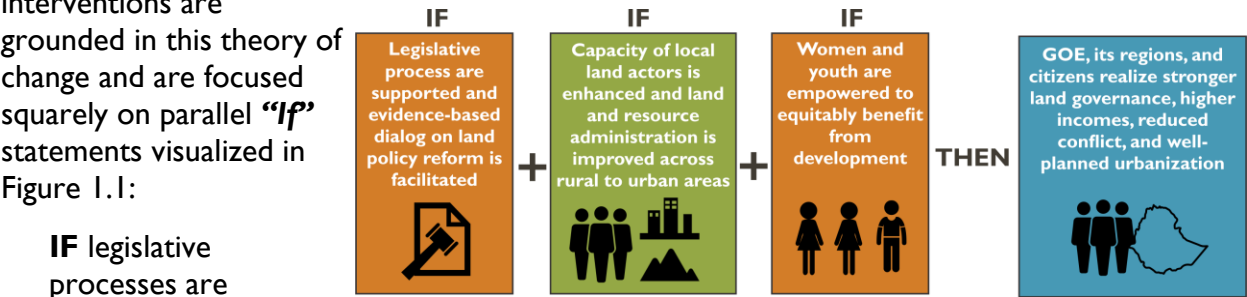 interventions are
grounded in this theory of
change and are focused
squarely on parallel “If”
statements visualized in
Figure 1.1:
IF legislative
processes are
IF
Legislative
process are
supported and
evidence-based
dialog on land
policy reform is
facilitated
+
IF
Capacity of local
land actors is
enhanced and land
and resource
administration is
improved across
rural to urban areas
+
IF
Women and
youth are
empowered to
equitably benefit
from
development
THEN
GOE, its regions, and
citizens realize stronger
land governance, higher
incomes, reduced
conflict, and well-
planned urbanization